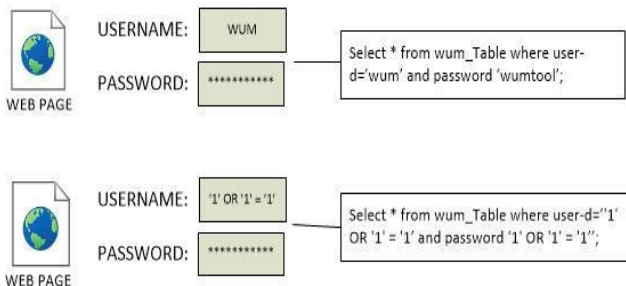 USERNAME:
WUM
PASSWORD:
***********
WEB PAGE
Select * from wum_Table where user-
d='wum' and password 'wumtool';
USERNAME:
'1' OR '1' = '1'
PASSWORD:
***********
WEB PAGE
Select * from wum_Table where user-d=''1'
OR '1' = '1' and password '1' OR '1' = '1'';